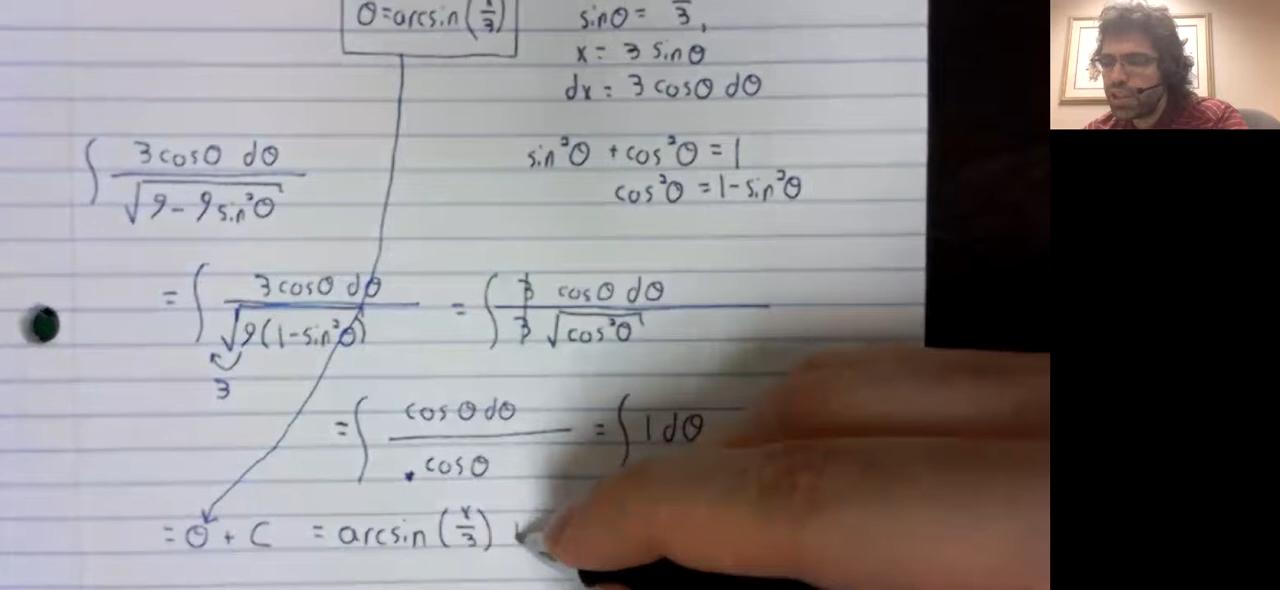 θ=arcsin(x/3)
sinθ = x/3,
x = 3 sinθ
dx = 3 cosθ dθ
∫ 3cosθ dθ / √(9-9sin²θ)
sin²θ + cos²θ = 1
cos²θ = 1-sin²θ
= ∫ 3cosθ dθ / √(9(1-sin²θ)) = ∫ 3 cosθ dθ / 3 √(cos²θ)
3
= ∫ cosθ dθ / cosθ = ∫ 1 dθ
= θ + C = arcsin(x/3)